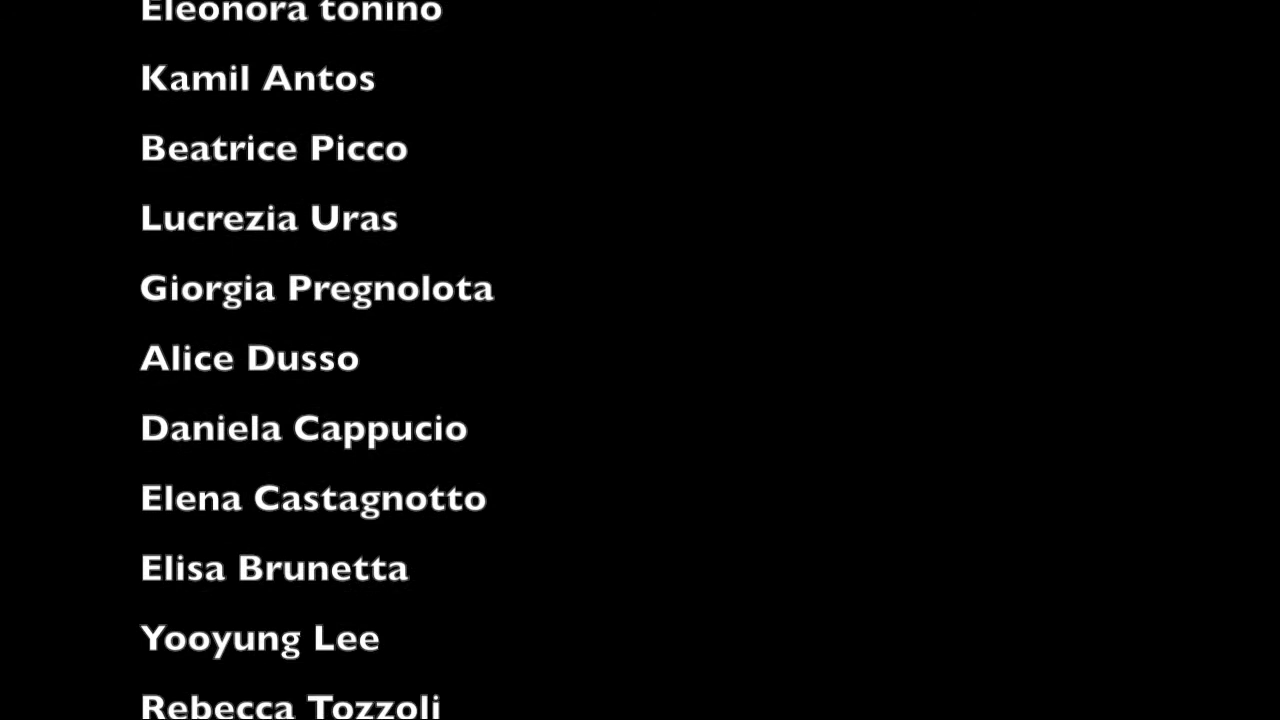 Eleonora tonino
Kamil Antos
Beatrice Picco
Lucrezia Uras
Giorgia Pregnolota
Alice Dusso
Daniela Cappucio
Elena Castagnotto
Elisa Brunetta
Yooyung Lee
Rebecca Tozzoli